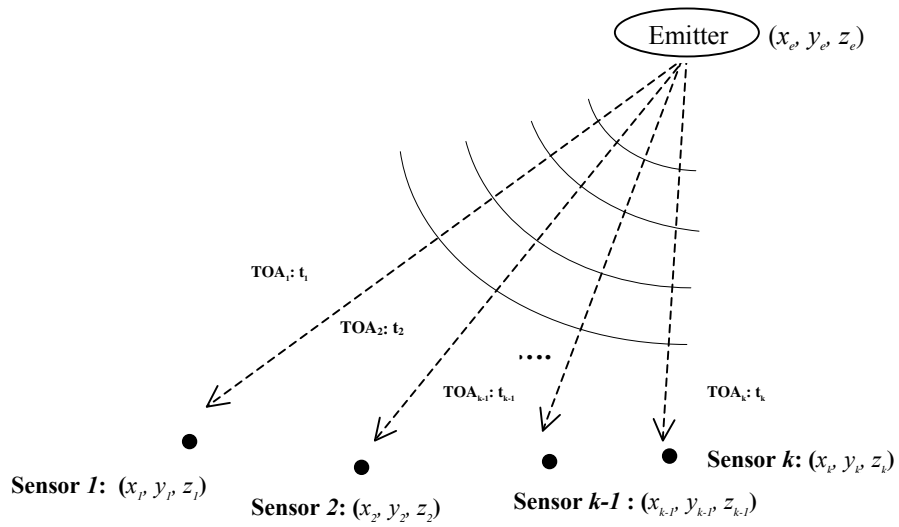 Emitter (xₑ, yₑ, zₑ)
TOA₁: t₁
TOA₂: t₂
....
TOAₖ₋₁: tₖ₋₁
TOAₖ: tₖ
Sensor k: (xₖ, yₖ, zₖ)
Sensor 1: (x₁, y₁, z₁)
Sensor 2: (x₂, y₂, z₂)
Sensor k-1 : (xₖ₋₁, yₖ₋₁, zₖ₋₁)